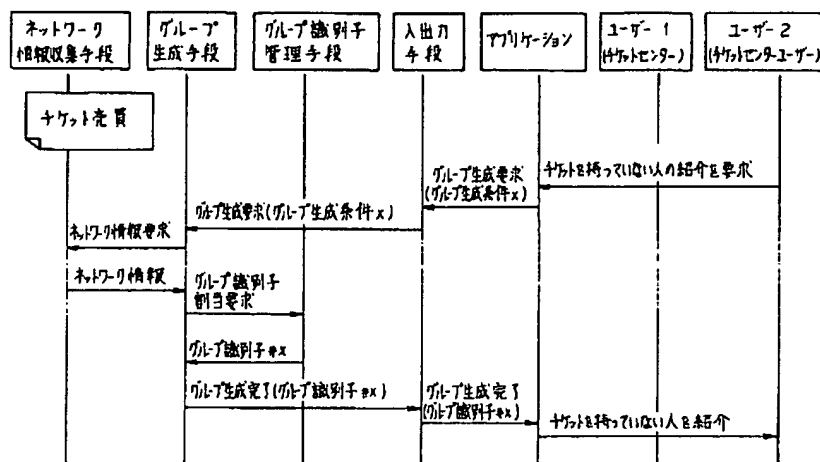 ネットワーク
情報収集手段
グループ
生成手段
グループ識別子
管理手段
入出力
手段
アプリケーション
ユーザー1
(チケットセンター)
ユーザー2
(チケットセンターユーザー)
チケット売買
チケットを持っていない人の紹介を要求
グループ生成要求
(グループ生成条件x)
グループ生成要求(グループ生成条件x)
ネットワーク情報要求
ネットワーク情報
グループ識別子
割当要求
グループ識別子#x
グループ生成完了(グループ識別子#x)
グループ生成完了
(グループ識別子#x)
チケットを持っていない人を紹介